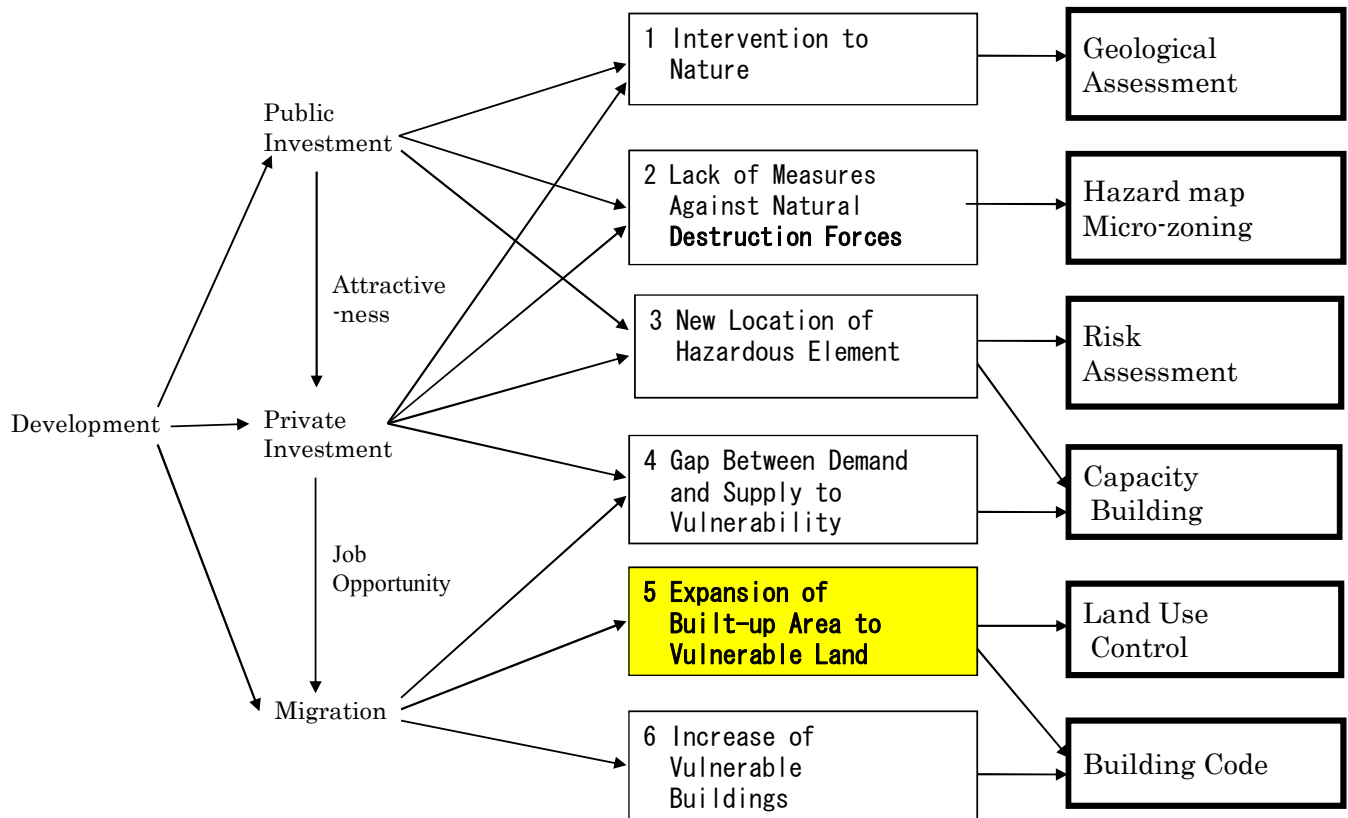 Development
Public
Investment
Attractive
-ness
Private
Investment
Job
Opportunity
Migration
1 Intervention to
Nature
2 Lack of Measures
Against Natural
Destruction Forces
3 New Location of
Hazardous Element
4 Gap Between Demand
and Supply to
Vulnerability
5 Expansion of
Built-up Area to
Vulnerable Land
6 Increase of
Vulnerable
Buildings
Geological
Assessment
Hazard map
Micro-zoning
Risk
Assessment
Capacity
Building
Land Use
Control
Building Code